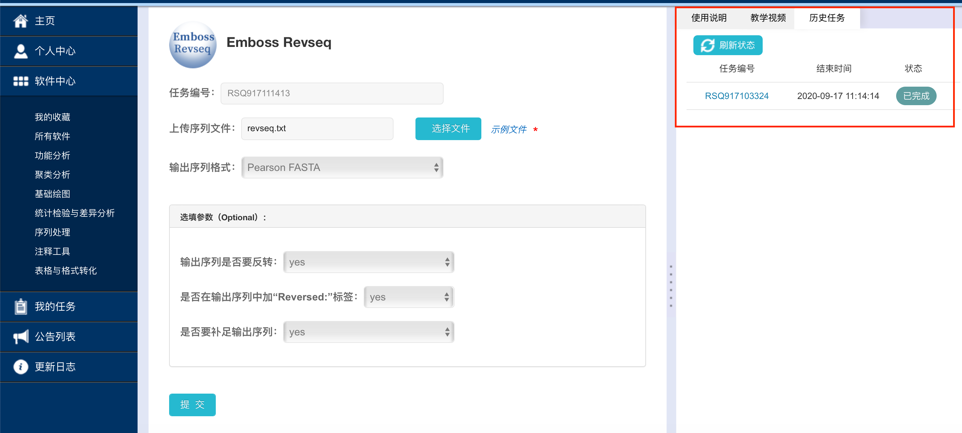 主页
个人中心
软件中心
我的收藏
所有软件
功能分析
聚类分析
基础绘图
统计检验与差异分析
序列处理
注释工具
表格与格式转化
我的任务
公告列表
更新日志
Emboss
Revseq
Emboss Revseq
任务编号： RSQ917111413
上传序列文件： revseq.txt 选择文件 示例文件 *
输出序列格式： Pearson FASTA
选填参数（Optional）:
输出序列是否要反转： yes
是否在输出序列中加“Reversed:”标签： yes
是否要补足输出序列： yes
提 交
使用说明 教学视频 历史任务
刷新状态
任务编号 结束时间 状态
RSQ917103324 2020-09-17 11:14:14 已完成